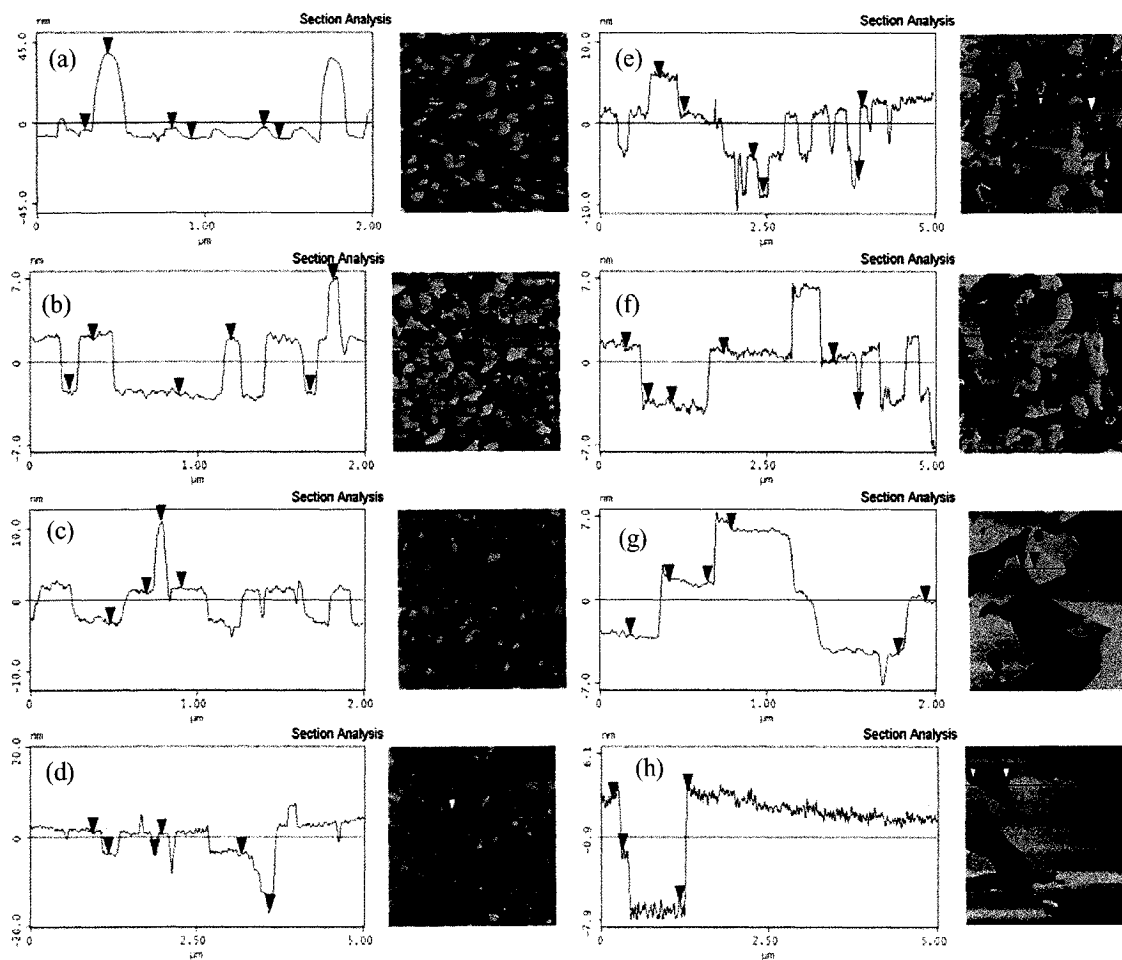 Section Analysis
nm
(a)
45.0
0
-45.0
0
1.00
2.00
µm
Section Analysis
nm
(b)
7.0
0
-7.0
0
1.00
2.00
µm
Section Analysis
nm
(c)
10.0
0
-10.0
0
1.00
2.00
µm
Section Analysis
nm
(d)
20.0
0
-20.0
0
2.50
5.00
µm
Section Analysis
nm
(e)
10.0
0
-10.0
0
2.50
5.00
µm
Section Analysis
nm
(f)
7.0
0
-7.0
0
2.50
5.00
µm
Section Analysis
nm
(g)
7.0
0
-7.0
0
1.00
2.00
µm
Section Analysis
nm
(h)
6.1
-0.9
-7.9
0
2.50
5.00
µm